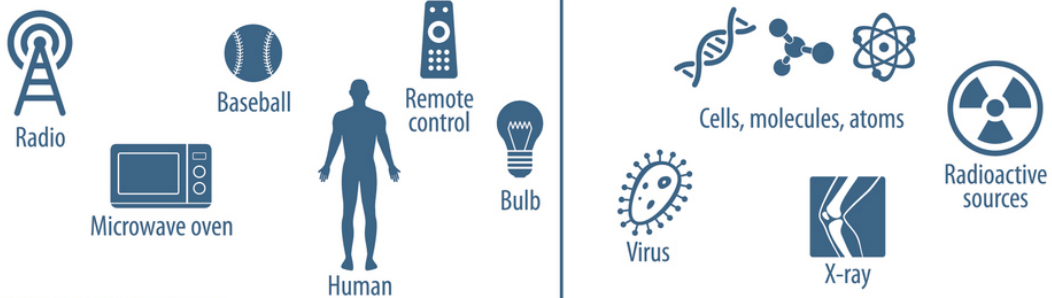 Radio
Baseball
Remote
control
Microwave oven
Human
Bulb
Cells, molecules, atoms
Virus
X-ray
Radioactive
sources